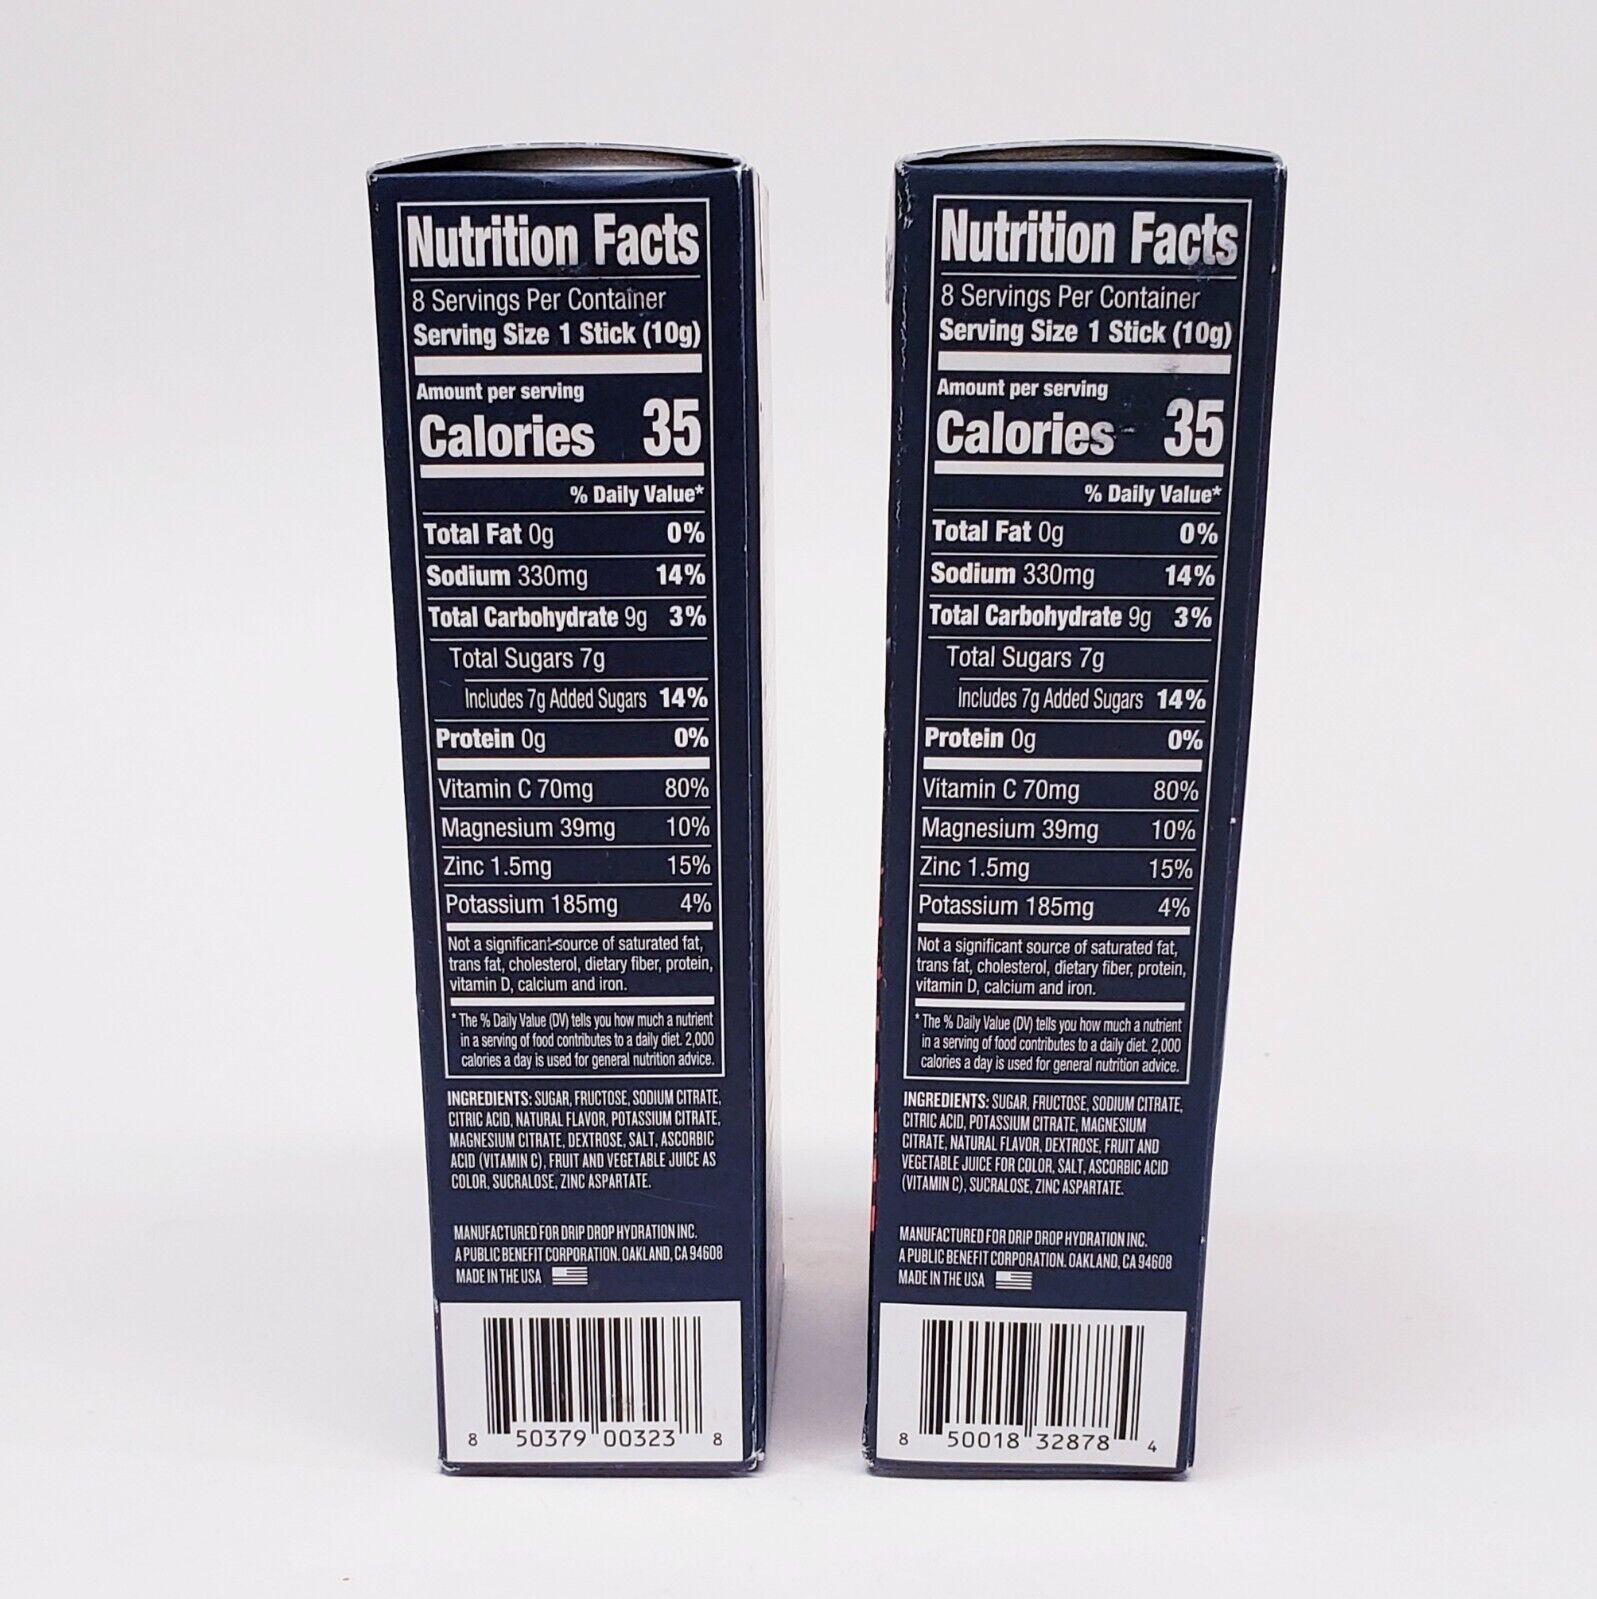 Nutrition Facts
8 Servings Per Container
Serving Size 1 Stick (10g)
Amount per serving
Calories 35
% Daily Value*
Total Fat 0g 0%
Sodium 330mg 14%
Total Carbohydrate 9g 3%
Total Sugars 7g
Includes 7g Added Sugars 14%
Protein 0g 0%
Vitamin C 70mg 80%
Magnesium 39mg 10%
Zinc 1.5mg 15%
Potassium 185mg 4%
Not a significant source of saturated fat,
trans fat, cholesterol, dietary fiber, protein,
vitamin D, calcium and iron.
* The % Daily Value (DV) tells you how much a nutrient
in a serving of food contributes to a daily diet. 2,000
calories a day is used for general nutrition advice.
INGREDIENTS: SUGAR, FRUCTOSE, SODIUM CITRATE,
CITRIC ACID, NATURAL FLAVOR, POTASSIUM CITRATE,
MAGNESIUM CITRATE, DEXTROSE, SALT, ASCORBIC
ACID (VITAMIN C), FRUIT AND VEGETABLE JUICE AS
COLOR, SUCRALOSE, ZINC ASPARTATE.
MANUFACTURED FOR DRIP DROP HYDRATION INC.
A PUBLIC BENEFIT CORPORATION. OAKLAND, CA 94608
MADE IN THE USA
8 50379 00323 8
Nutrition Facts
8 Servings Per Container
Serving Size 1 Stick (10g)
Amount per serving
Calories 35
% Daily Value*
Total Fat 0g 0%
Sodium 330mg 14%
Total Carbohydrate 9g 3%
Total Sugars 7g
Includes 7g Added Sugars 14%
Protein 0g 0%
Vitamin C 70mg 80%
Magnesium 39mg 10%
Zinc 1.5mg 15%
Potassium 185mg 4%
Not a significant source of saturated fat,
trans fat, cholesterol, dietary fiber, protein,
vitamin D, calcium and iron.
* The % Daily Value (DV) tells you how much a nutrient
in a serving of food contributes to a daily diet. 2,000
calories a day is used for general nutrition advice.
INGREDIENTS: SUGAR, FRUCTOSE, SODIUM CITRATE,
CITRIC ACID, POTASSIUM CITRATE, MAGNESIUM
CITRATE, NATURAL FLAVOR, DEXTROSE, FRUIT AND
VEGETABLE JUICE FOR COLOR, SALT, ASCORBIC ACID
(VITAMIN C), SUCRALOSE, ZINC ASPARTATE.
MANUFACTURED FOR DRIP DROP HYDRATION INC.
A PUBLIC BENEFIT CORPORATION. OAKLAND, CA 94608
MADE IN THE USA
8 50018 32878 4